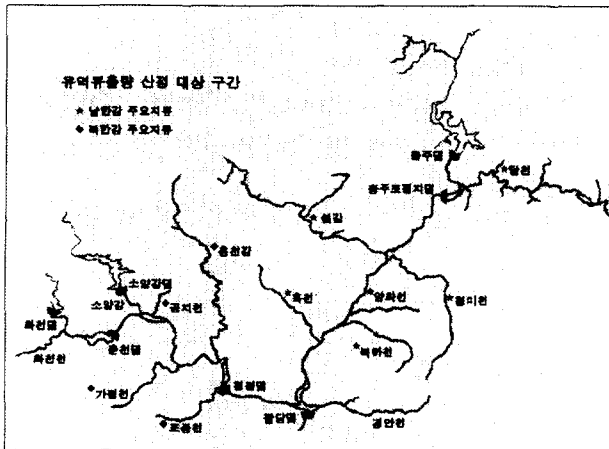 유역류출량 산정 대상 구간
* 남한강 주요지류
◆ 북한강 주요지류
충주댐
달천
충주조정지댐
섬강
홍천강
소양강댐
소양강
공지천
흑천
양화천
청미천
화천댐
춘천댐
화천천
복하천
가평천
청평댐
조종천
팔당댐
경안천